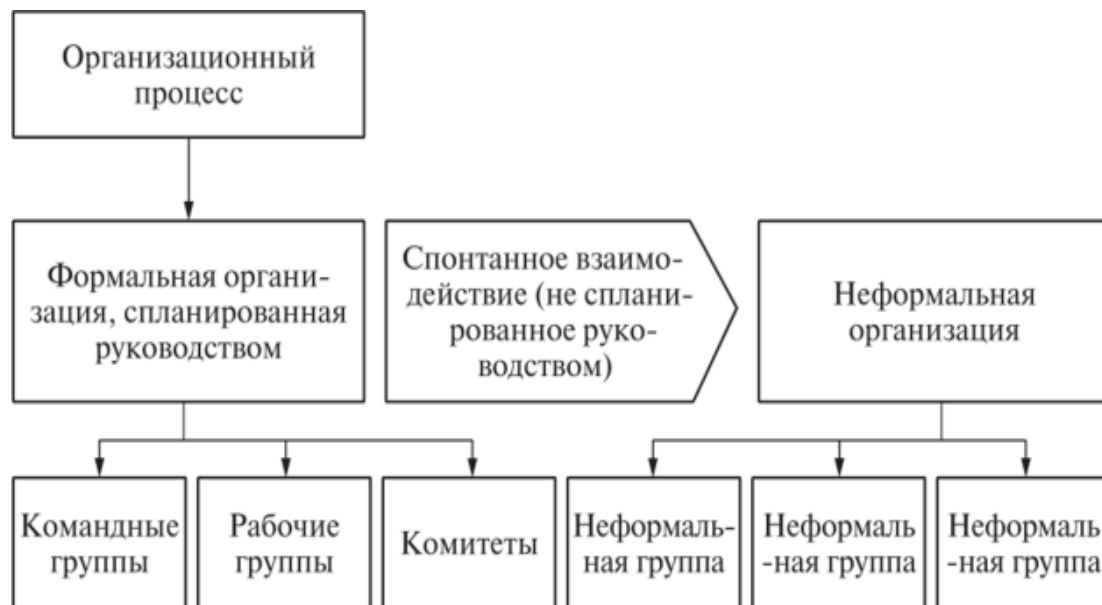 Организационный
процесс
Формальная органи-
зация, спланированная
руководством
Спонтанное взаимо-
действие (не сплани-
рованное руко-
водством)
Неформальная
организация
Командные
группы
Рабочие
группы
Комитеты
Неформаль-
ная группа
Неформаль
-ная группа
Неформаль
-ная группа